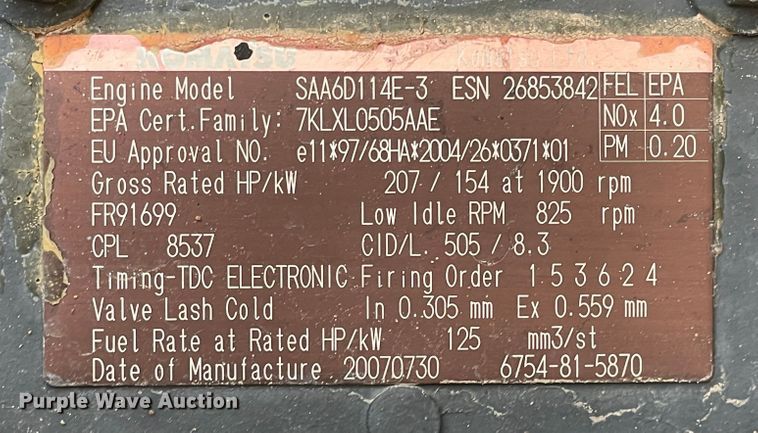 KOMATSU
Engine Model SAA6D114E-3 ESN 26853842 FEL EPA
EPA Cert.Family: 7KLXL0505AAE NOx 4.0
EU Approval NO. e11*97/68HA*2004/26*0371*01 PM 0.20
Gross Rated HP/kW 207 / 154 at 1900 rpm
FR91699 Low Idle RPM 825 rpm
CPL 8537 CID/L. 505 / 8.3
Timing-TDC ELECTRONIC Firing Order 1 5 3 6 2 4
Valve Lash Cold In 0.305 mm Ex 0.559 mm
Fuel Rate at Rated HP/kW 125 mm3/st
Date of Manufacture 20070730 6754-81-5870
Purple Wave Auction